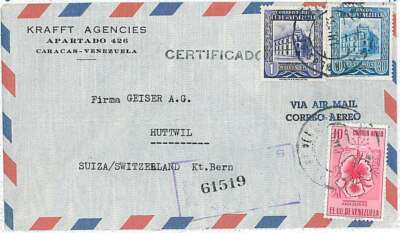 KRAFFT AGENCIES
APARTADO 426
CARACAS-VENEZUELA
CERTIFICADO
Firma GEISER A.G.
HUTTWIL
SUIZA/SWITZERLAND Kt.Bern
VIA AIR MAIL
CORREO AEREO
61519
CORREO AEREO
EE.UU. DE VENEZUELA